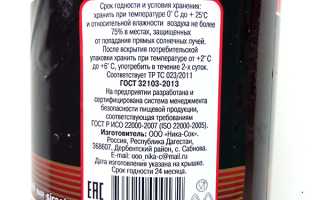 Срок годности и условия хранения:
хранить при температуре 0° С до + 25°С
и относительной влажности воздуха не более
75% в местах, защищенных
от попадания прямых солнечных лучей.
После вскрытия потребительской
упаковки хранить при температуре от +2° С
до +6° С, употребить в течение 2-х суток.
Соответствует ТР ТС 023/2011
ГОСТ 32103-2013
На предприятии разработана и
сертифицирована система менеджмента
безопасности пищевой продукции,
соответствующая требованиям
ГОСТ Р ИСО 22000-2007 (ISO 22000-2005).
Изготовитель ООО «Ника-Сок».
Россия, Республика Дагестан,
368607, Дербентский район, с. Сабнова.
ooo_nika-c@mail.ru
Дата изготовления указана на крышке.
Срок годности 24 месяца.
EAC